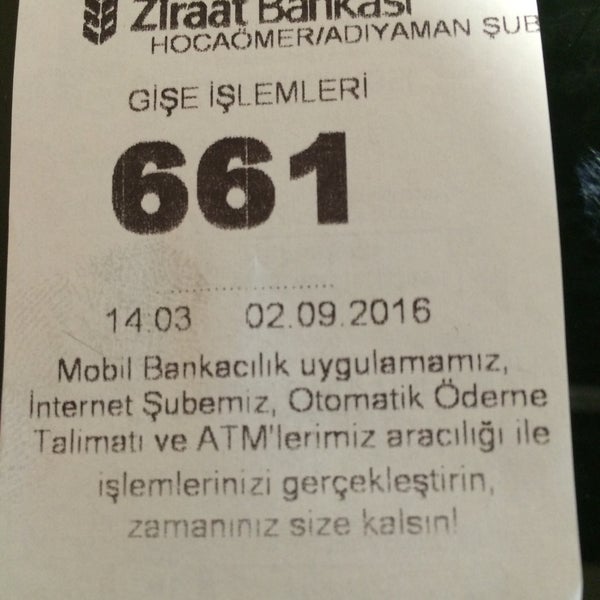 Ziraat Bankası
HOCAÖMER/ADIYAMAN ŞUB
GİŞE İŞLEMLERİ
661
14:03 02.09.2016
Mobil Bankacılık uygulamamız,
İnternet Şubemiz, Otomatik Ödeme
Talimatı ve ATM'lerimiz aracılığı ile
işlemlerinizi gerçekleştirin,
zamanınız size kalsın!